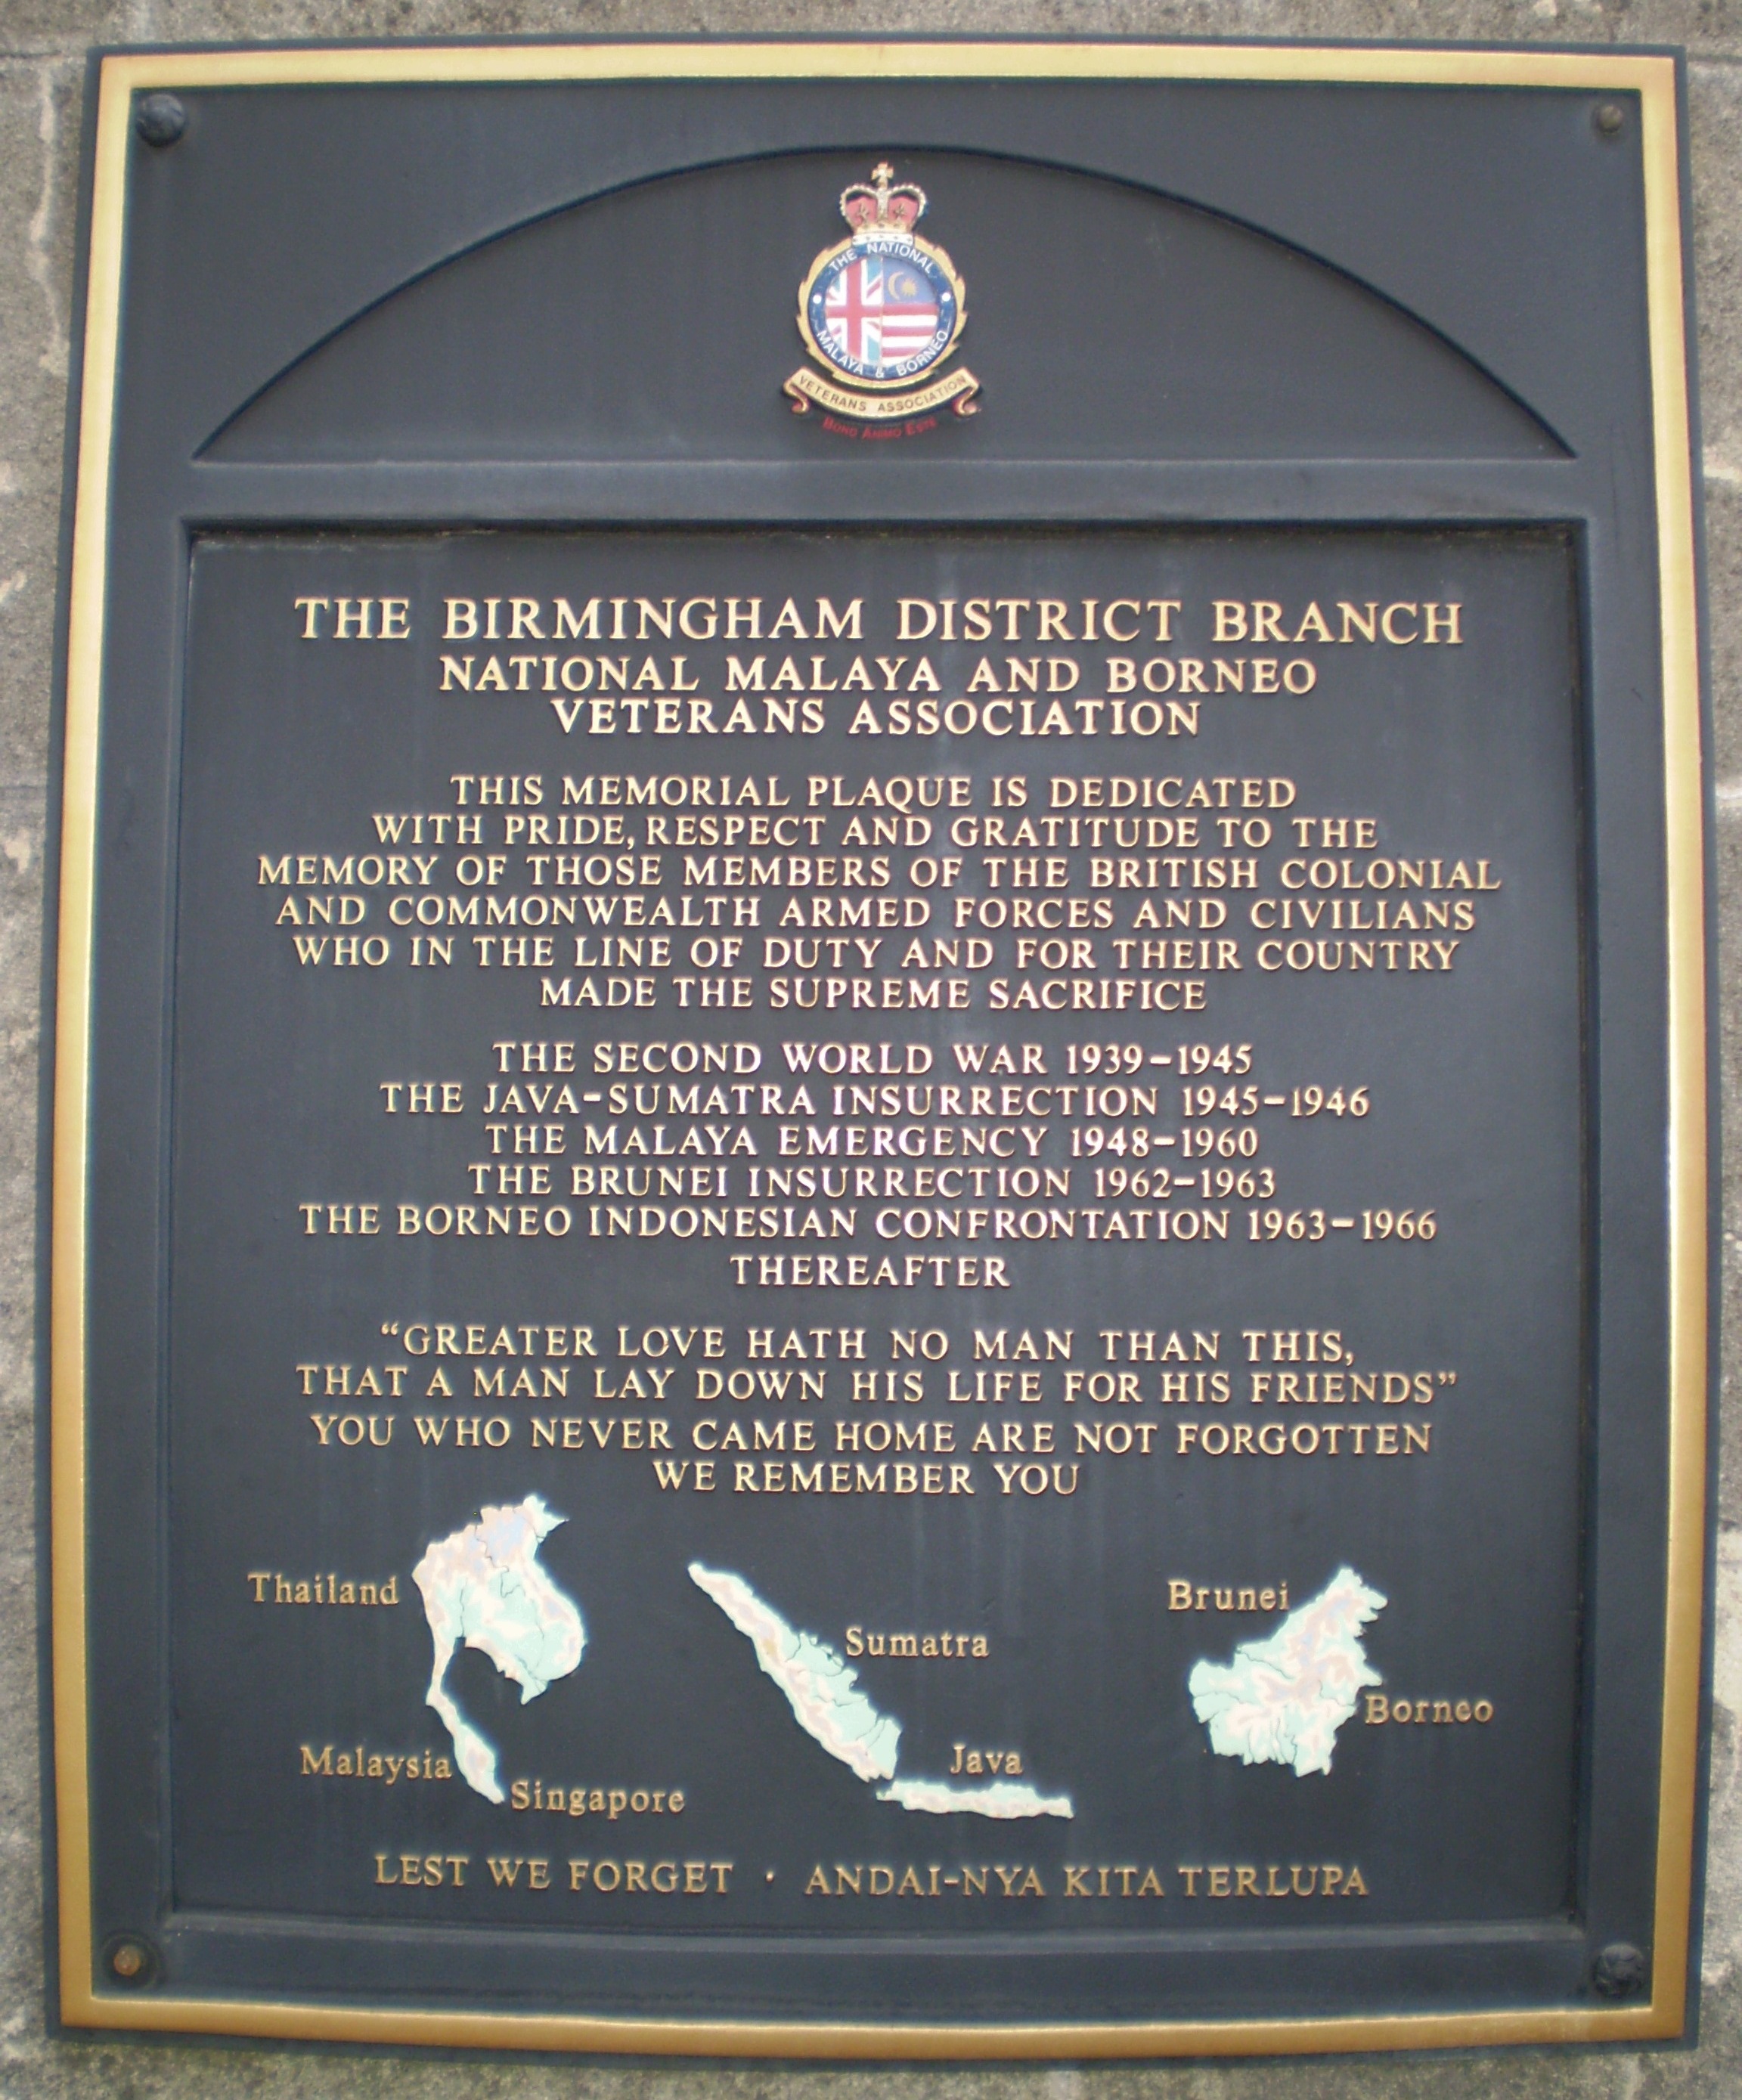 THE NATIONAL
MALAYA & BORNEO
VETERANS ASSOCIATION
BONO ANIMO ESTE
THE BIRMINGHAM DISTRICT BRANCH
NATIONAL MALAYA AND BORNEO
VETERANS ASSOCIATION
THIS MEMORIAL PLAQUE IS DEDICATED
WITH PRIDE, RESPECT AND GRATITUDE TO THE
MEMORY OF THOSE MEMBERS OF THE BRITISH COLONIAL
AND COMMONWEALTH ARMED FORCES AND CIVILIANS
WHO IN THE LINE OF DUTY AND FOR THEIR COUNTRY
MADE THE SUPREME SACRIFICE
THE SECOND WORLD WAR 1939-1945
THE JAVA-SUMATRA INSURRECTION 1945-1946
THE MALAYA EMERGENCY 1948-1960
THE BRUNEI INSURRECTION 1962-1963
THE BORNEO INDONESIAN CONFRONTATION 1963-1966
THEREAFTER
“GREATER LOVE HATH NO MAN THAN THIS,
THAT A MAN LAY DOWN HIS LIFE FOR HIS FRIENDS”
YOU WHO NEVER CAME HOME ARE NOT FORGOTTEN
WE REMEMBER YOU
Thailand
Malaysia
Singapore
Sumatra
Java
Brunei
Borneo
LEST WE FORGET · ANDAI-NYA KITA TERLUPA